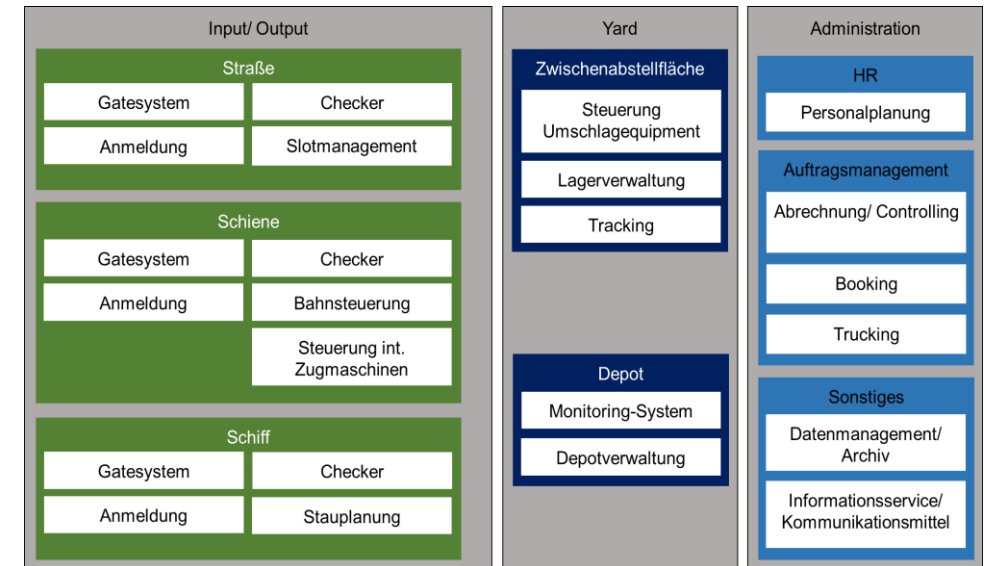 Input/ Output
Straße
Gatesystem
Checker
Anmeldung
Slotmanagement
Schiene
Gatesystem
Checker
Anmeldung
Bahnsteuerung
Steuerung int.
Zugmaschinen
Schiff
Gatesystem
Checker
Anmeldung
Stauplanung
Yard
Zwischenabstellfläche
Steuerung
Umschlagequipment
Lagerverwaltung
Tracking
Depot
Monitoring-System
Depotverwaltung
Administration
HR
Personalplanung
Auftragsmanagement
Abrechnung/ Controlling
Booking
Trucking
Sonstiges
Datenmanagement/
Archiv
Informationsservice/
Kommunikationsmittel